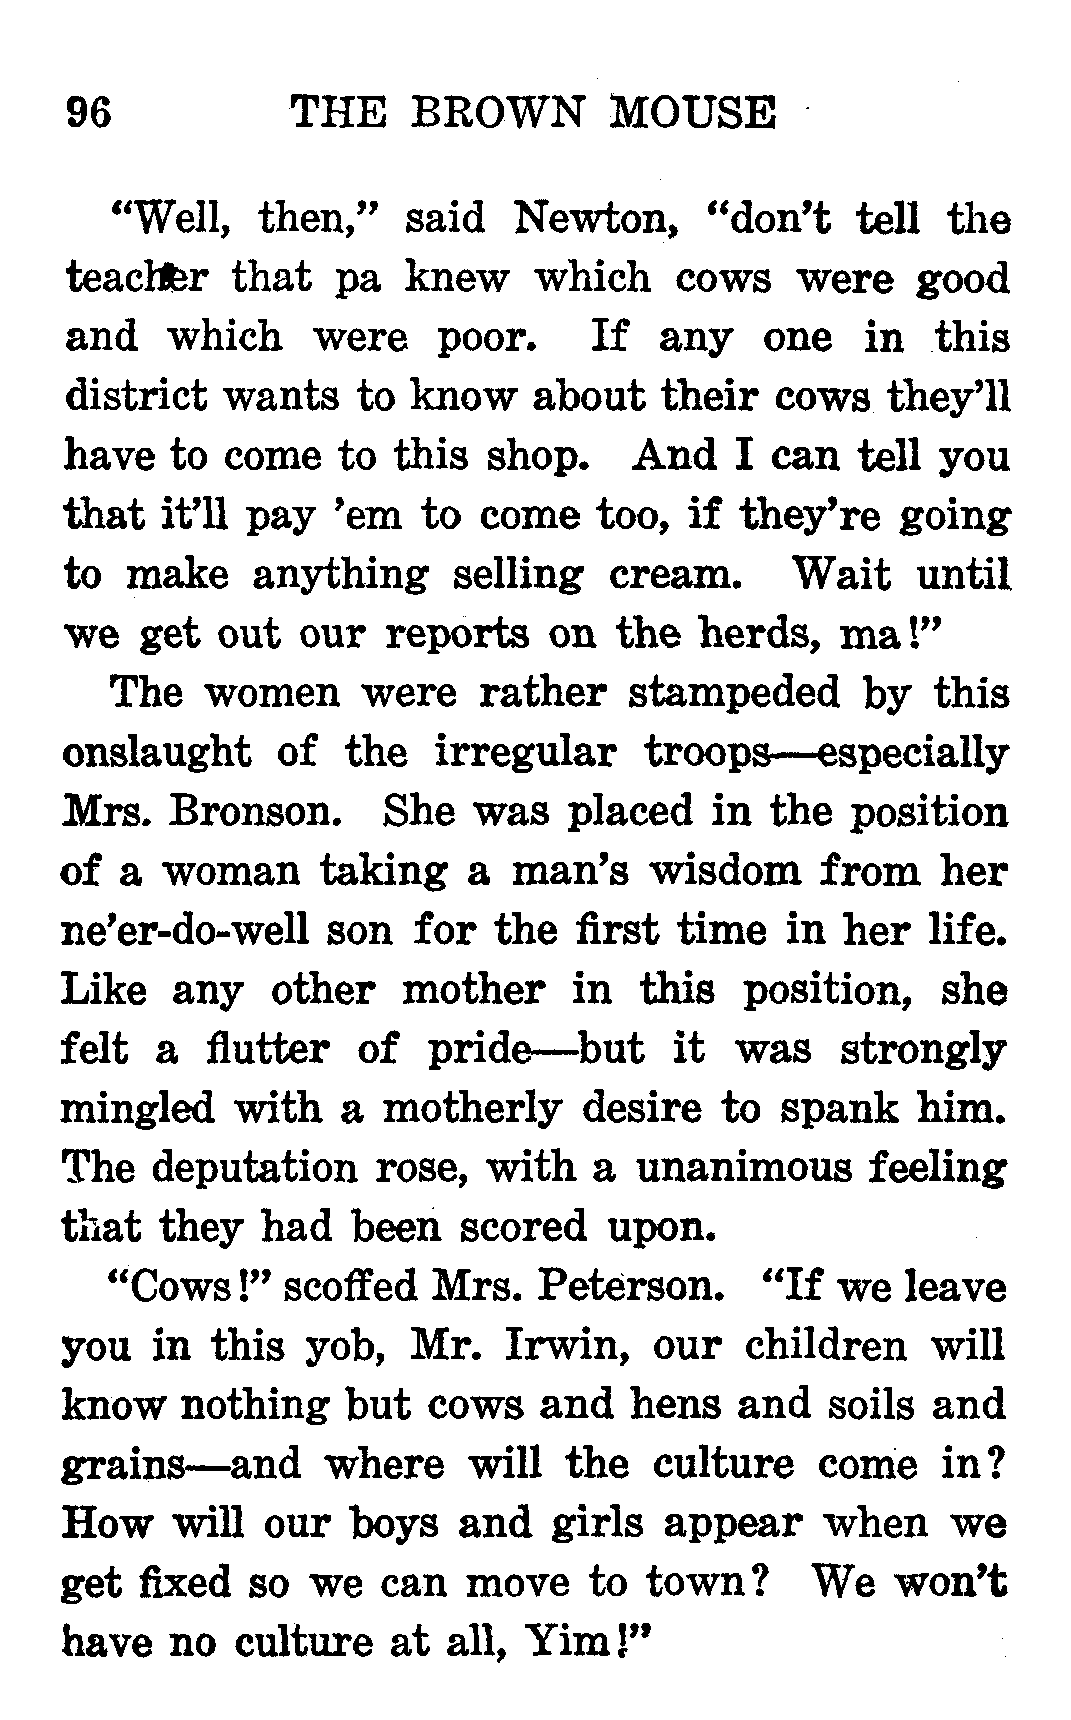 96 THE BROWN MOUSE
“Well, then,” said Newton, “don’t tell the
teacher that pa knew which cows were good
and which were poor. If any one in this
district wants to know about their cows they’ll
have to come to this shop. And I can tell you
that it’ll pay ’em to come too, if they’re going
to make anything selling cream. Wait until
we get out our reports on the herds, ma!”
The women were rather stampeded by this
onslaught of the irregular troops—especially
Mrs. Bronson. She was placed in the position
of a woman taking a man’s wisdom from her
ne’er-do-well son for the first time in her life.
Like any other mother in this position, she
felt a flutter of pride—but it was strongly
mingled with a motherly desire to spank him.
The deputation rose, with a unanimous feeling
that they had been scored upon.
“Cows!” scoffed Mrs. Peterson. “If we leave
you in this yob, Mr. Irwin, our children will
know nothing but cows and hens and soils and
grains—and where will the culture come in?
How will our boys and girls appear when we
get fixed so we can move to town? We won’t
have no culture at all, Yim!”